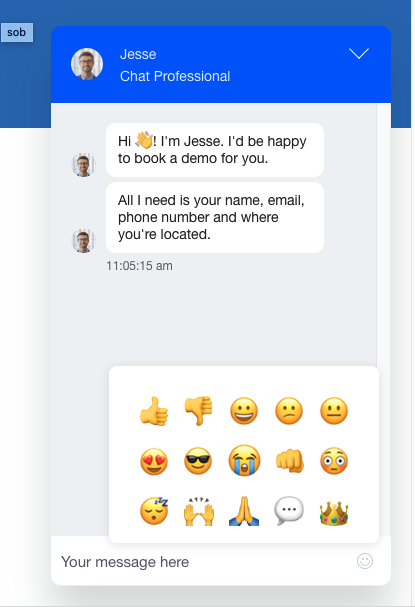 sob
Jesse
Chat Professional
Hi 👋! I'm Jesse. I'd be happy
to book a demo for you.
All I need is your name, email,
phone number and where
you're located.
11:05:15 am
Your message here